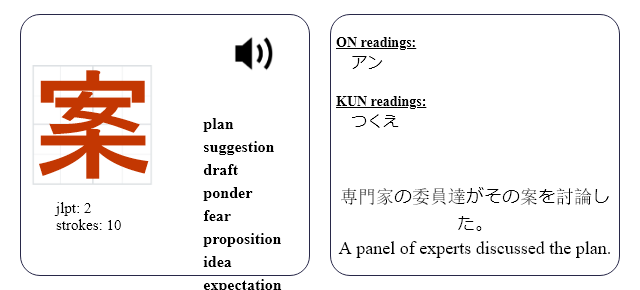 案
jlpt: 2
strokes: 10
plan
suggestion
draft
ponder
fear
proposition
idea
expectation
ON readings:
アン
KUN readings:
つくえ
専門家の委員達がその案を討論し
た。
A panel of experts discussed the plan.